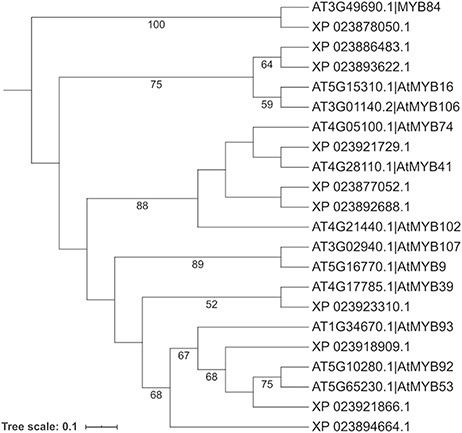 AT3G49690.1|MYB84
100
XP 023878050.1
XP 023886483.1
64
XP 023893622.1
75
AT5G15310.1|AtMYB16
59
AT3G01140.2|AtMYB106
AT4G05100.1|AtMYB74
XP 023921729.1
AT4G28110.1|AtMYB41
XP 023877052.1
88
XP 023892688.1
AT4G21440.1|AtMYB102
AT3G02940.1|AtMYB107
89
AT5G16770.1|AtMYB9
AT4G17785.1|AtMYB39
52
XP 023923310.1
AT1G34670.1|AtMYB93
67
XP 023918909.1
68
AT5G10280.1|AtMYB92
75
AT5G65230.1|AtMYB53
68
XP 023921866.1
Tree scale: 0.1
XP 023894664.1